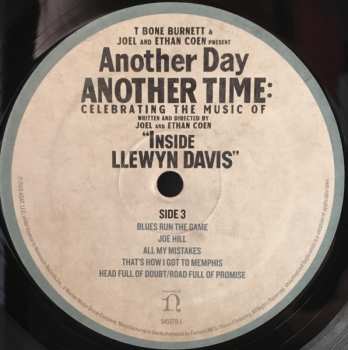 T BONE BURNETT &
JOEL AND ETHAN COEN PRESENT
Another Day
ANOTHER TIME:
CELEBRATING THE MUSIC OF
WRITTEN AND DIRECTED BY
JOEL AND ETHAN COEN
"INSIDE
LLEWYN DAVIS"
SIDE 3
BLUES RUN THE GAME
JOE HILL
ALL MY MISTAKES
THAT'S HOW I GOT TO MEMPHIS
HEAD FULL OF DOUBT/ROAD FULL OF PROMISE